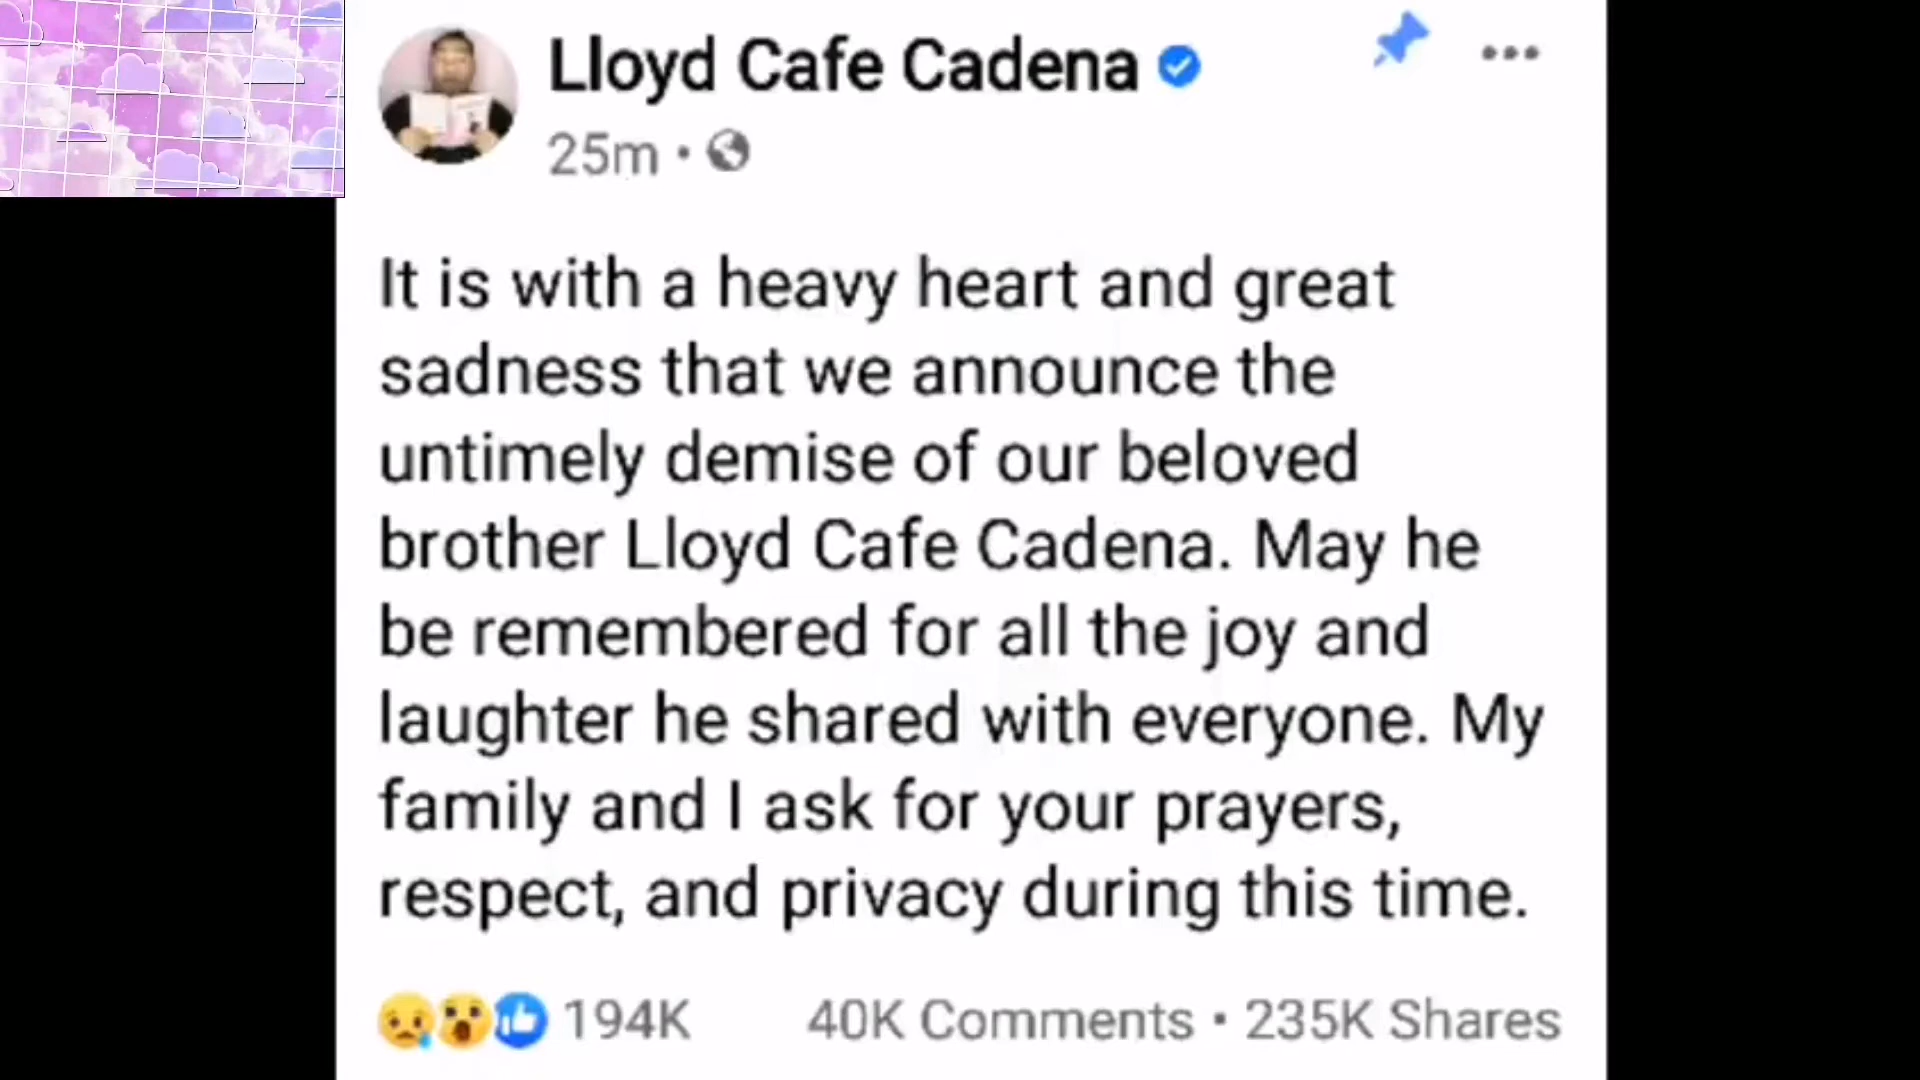 Lloyd Cafe Cadena
25m
It is with a heavy heart and great
sadness that we announce the
untimely demise of our beloved
brother Lloyd Cafe Cadena. May he
be remembered for all the joy and
laughter he shared with everyone. My
family and I ask for your prayers,
respect, and privacy during this time.
194K 40K Comments • 235K Shares